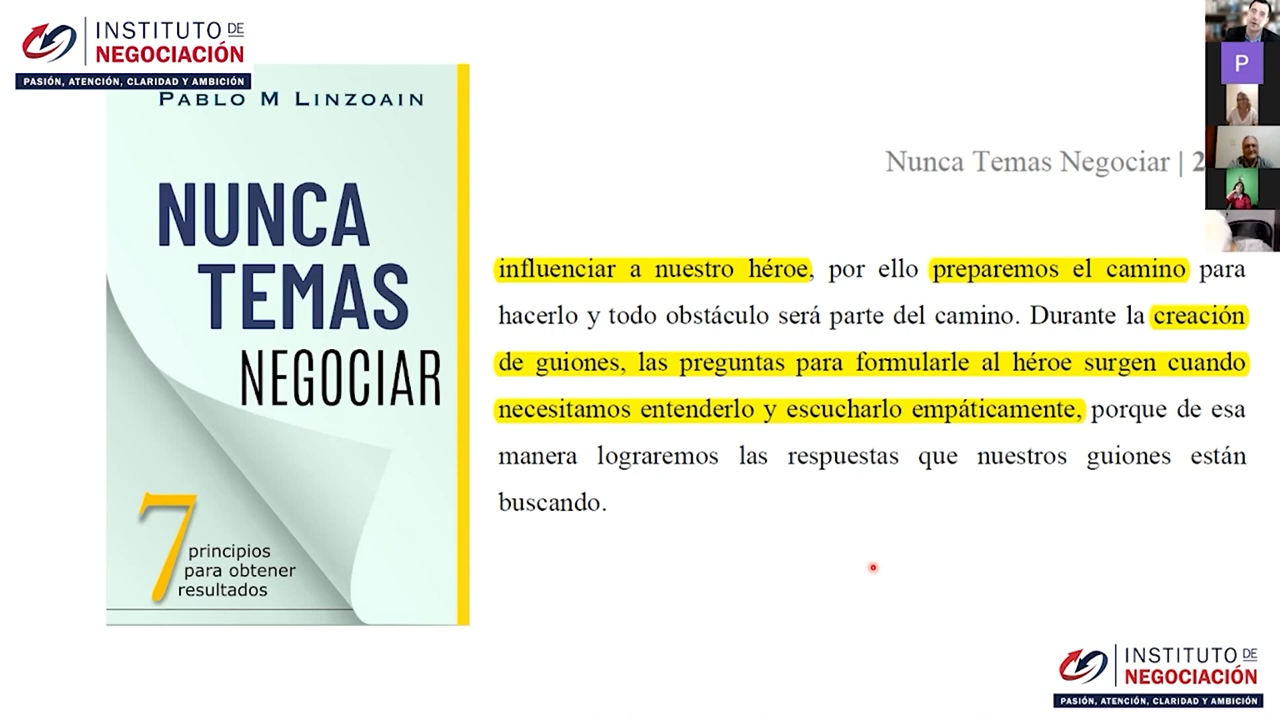 INSTITUTO DE
NEGOCIACIÓN
PASIÓN, ATENCIÓN, CLARIDAD Y AMBICIÓN
PABLO M LINZOAIN
NUNCA
TEMAS
NEGOCIAR
7
principios
para obtener
resultados
Nunca Temas Negociar | 2
influenciar a nuestro héroe, por ello preparemos el camino para
hacerlo y todo obstáculo será parte del camino. Durante la creación
de guiones, las preguntas para formularle al héroe surgen cuando
necesitamos entenderlo y escucharlo empáticamente, porque de esa
manera lograremos las respuestas que nuestros guiones están
buscando.
P
INSTITUTO DE
NEGOCIACIÓN
PASIÓN, ATENCIÓN, CLARIDAD Y AMBICIÓN